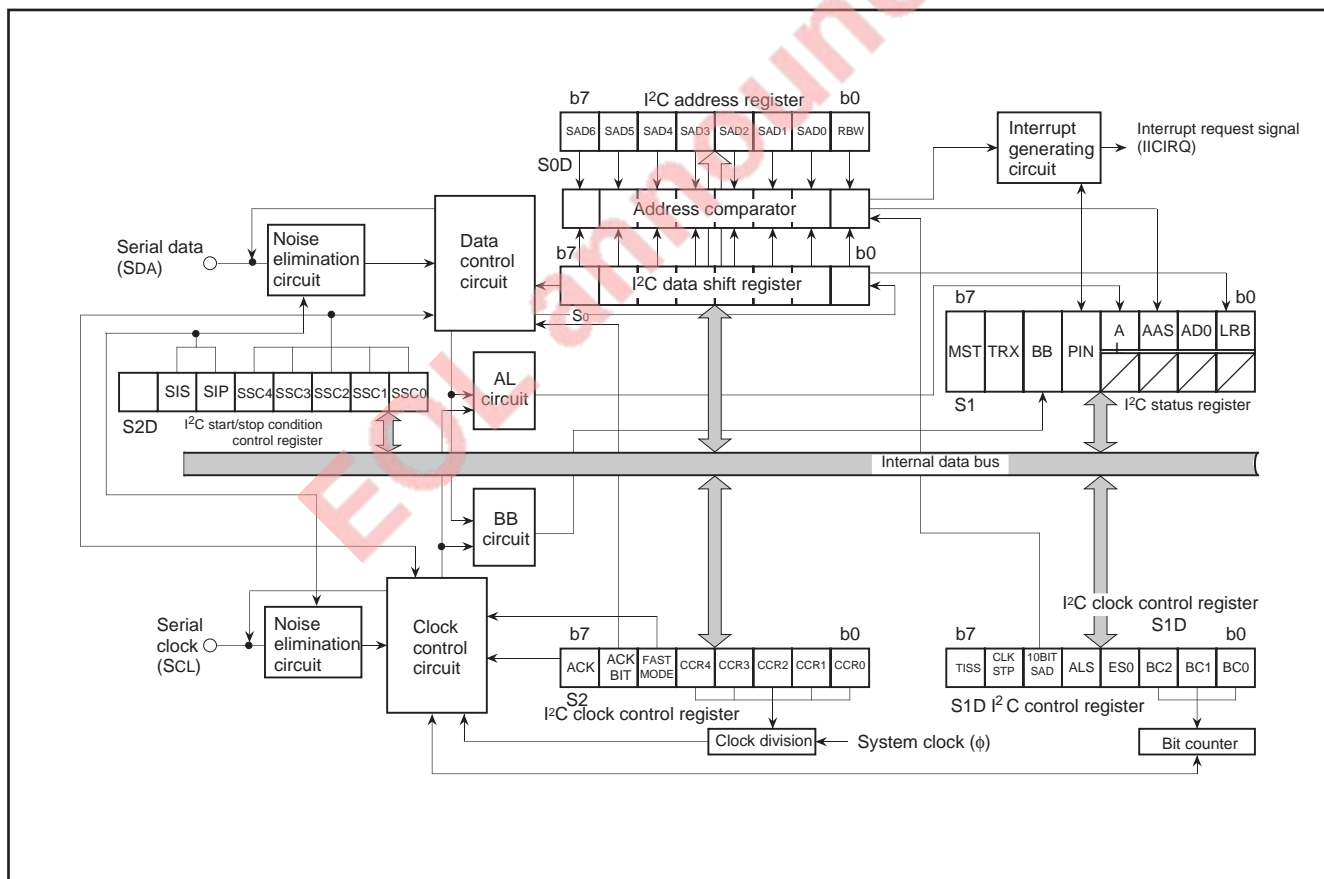 b7
I²C address register
b0
SAD6 SAD5 SAD4 SAD3 SAD2 SAD1 SAD0 RBW
S0D
Interrupt
generating
circuit
Interrupt request signal
(IICIRQ)
Address comparator
Serial data
(SDA)
Noise
elimination
circuit
Data
control
circuit
b7
b0
I²C data shift register
S0
b7
b0
MST TRX BB PIN AL AAS AD0 LRB
S1
I²C status register
SIS SIP SSC4 SSC3 SSC2 SSC1 SSC0
S2D
I²C start/stop condition
control register
AL
circuit
Internal data bus
BB
circuit
Serial
clock
(SCL)
Noise
elimination
circuit
Clock
control
circuit
b7
b0
ACK ACK BIT FAST MODE CCR4 CCR3 CCR2 CCR1 CCR0
S2
I²C clock control register
Clock division
System clock (ϕ)
I²C clock control register
S1D
b7
b0
TISS CLK STP 10BIT SAD ALS ES0 BC2 BC1 BC0
S1D I² C control register
Bit counter
EOL announ